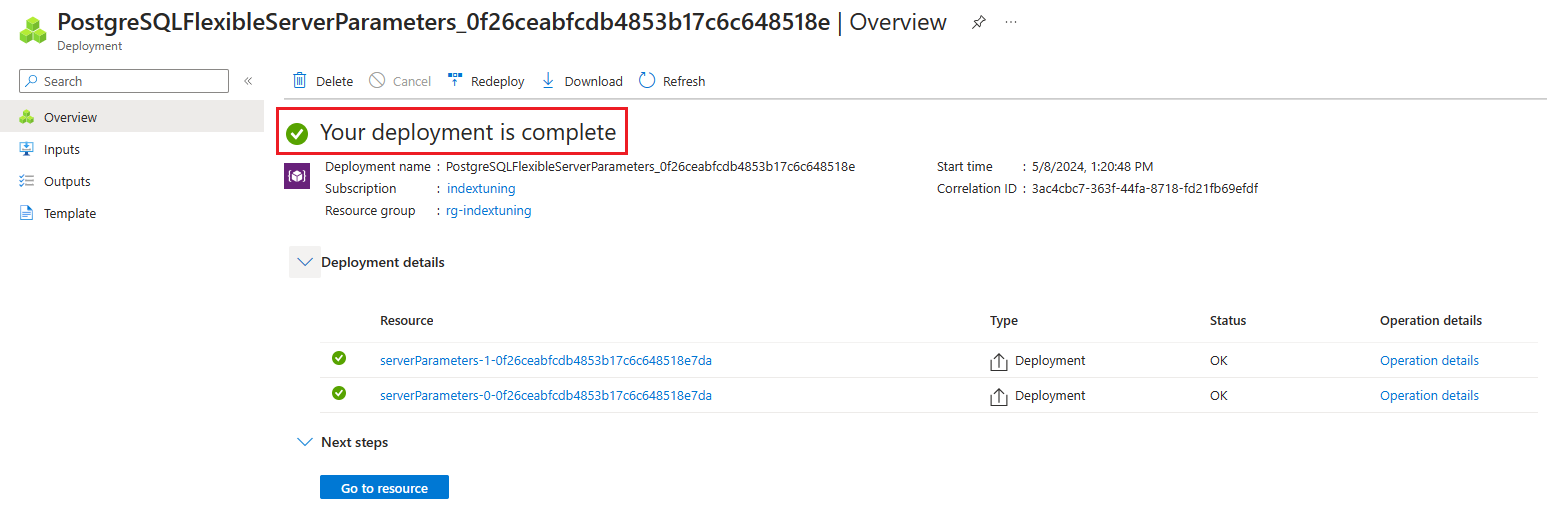 PostgreSQLFlexibleServerParameters_0f26ceabfcdb4853b17c6c648518e | Overview
Deployment
Search
Delete Cancel Redeploy Download Refresh
Overview
Inputs
Outputs
Template
Your deployment is complete
Deployment name : PostgreSQLFlexibleServerParameters_0f26ceabfcdb4853b17c6c648518e
Subscription : indextuning
Resource group : rg-indextuning
Start time : 5/8/2024, 1:20:48 PM
Correlation ID : 3ac4cbc7-363f-44fa-8718-fd21fb69efdf
Deployment details
Resource Type Status Operation details
serverParameters-1-0f26ceabfcdb4853b17c6c648518e7da Deployment OK Operation details
serverParameters-0-0f26ceabfcdb4853b17c6c648518e7da Deployment OK Operation details
Next steps
Go to resource